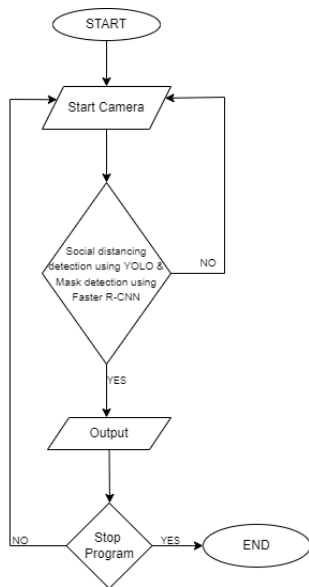 START
Start Camera
Social distancing
detection using YOLO &
Mask detection using
Faster R-CNN
NO
YES
Output
Stop
Program
NO
YES
END